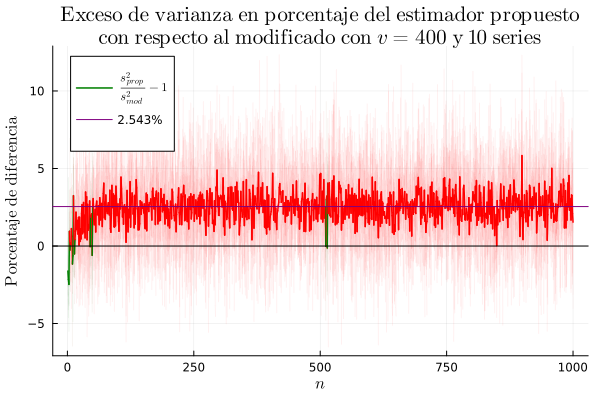 Exceso de varianza en porcentaje del estimador propuesto
con respecto al modificado con v = 400 y 10 series
Porcentaje de diferencia
10
5
0
−5
s²prop / s²mod − 1
2.543%
0 250 500 750 1000
n